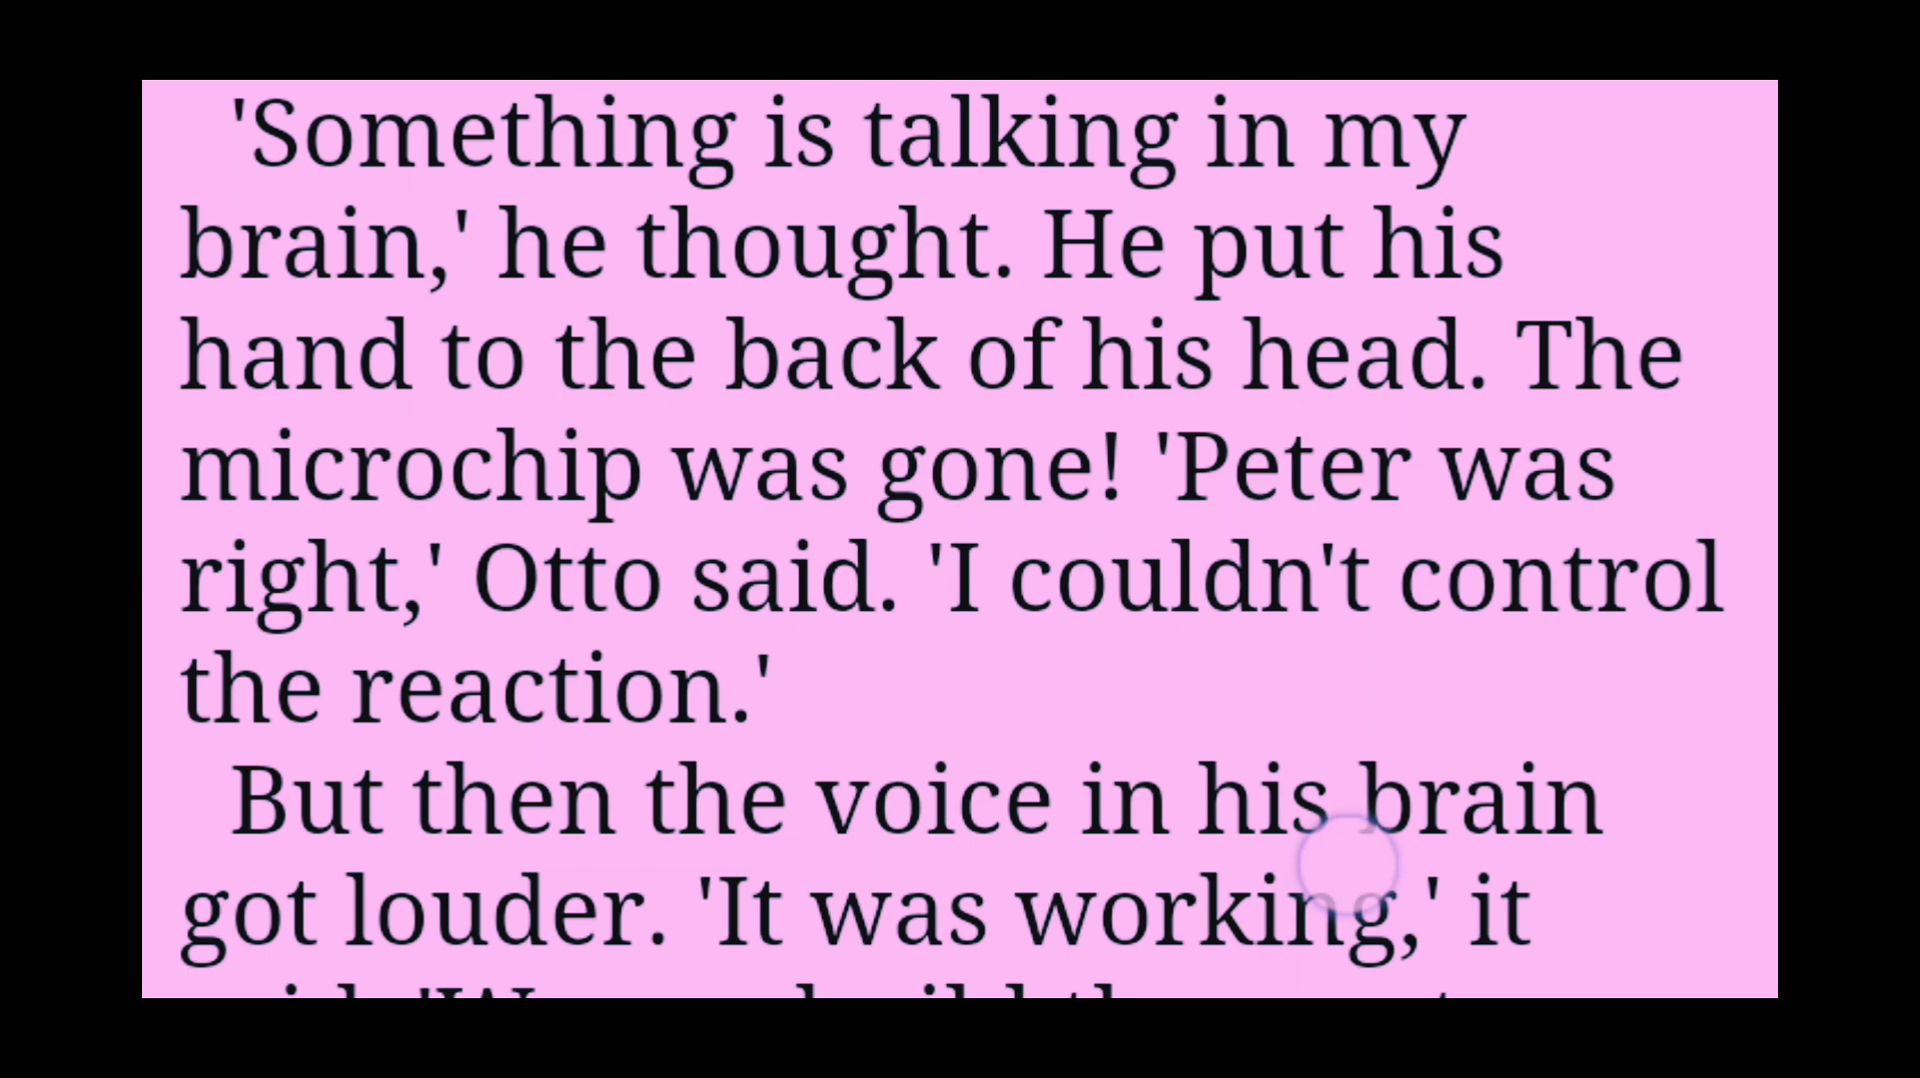 'Something is talking in my
brain,' he thought. He put his
hand to the back of his head. The
microchip was gone! 'Peter was
right,' Otto said. 'I couldn't control
the reaction.'
But then the voice in his brain
got louder. 'It was working,' it